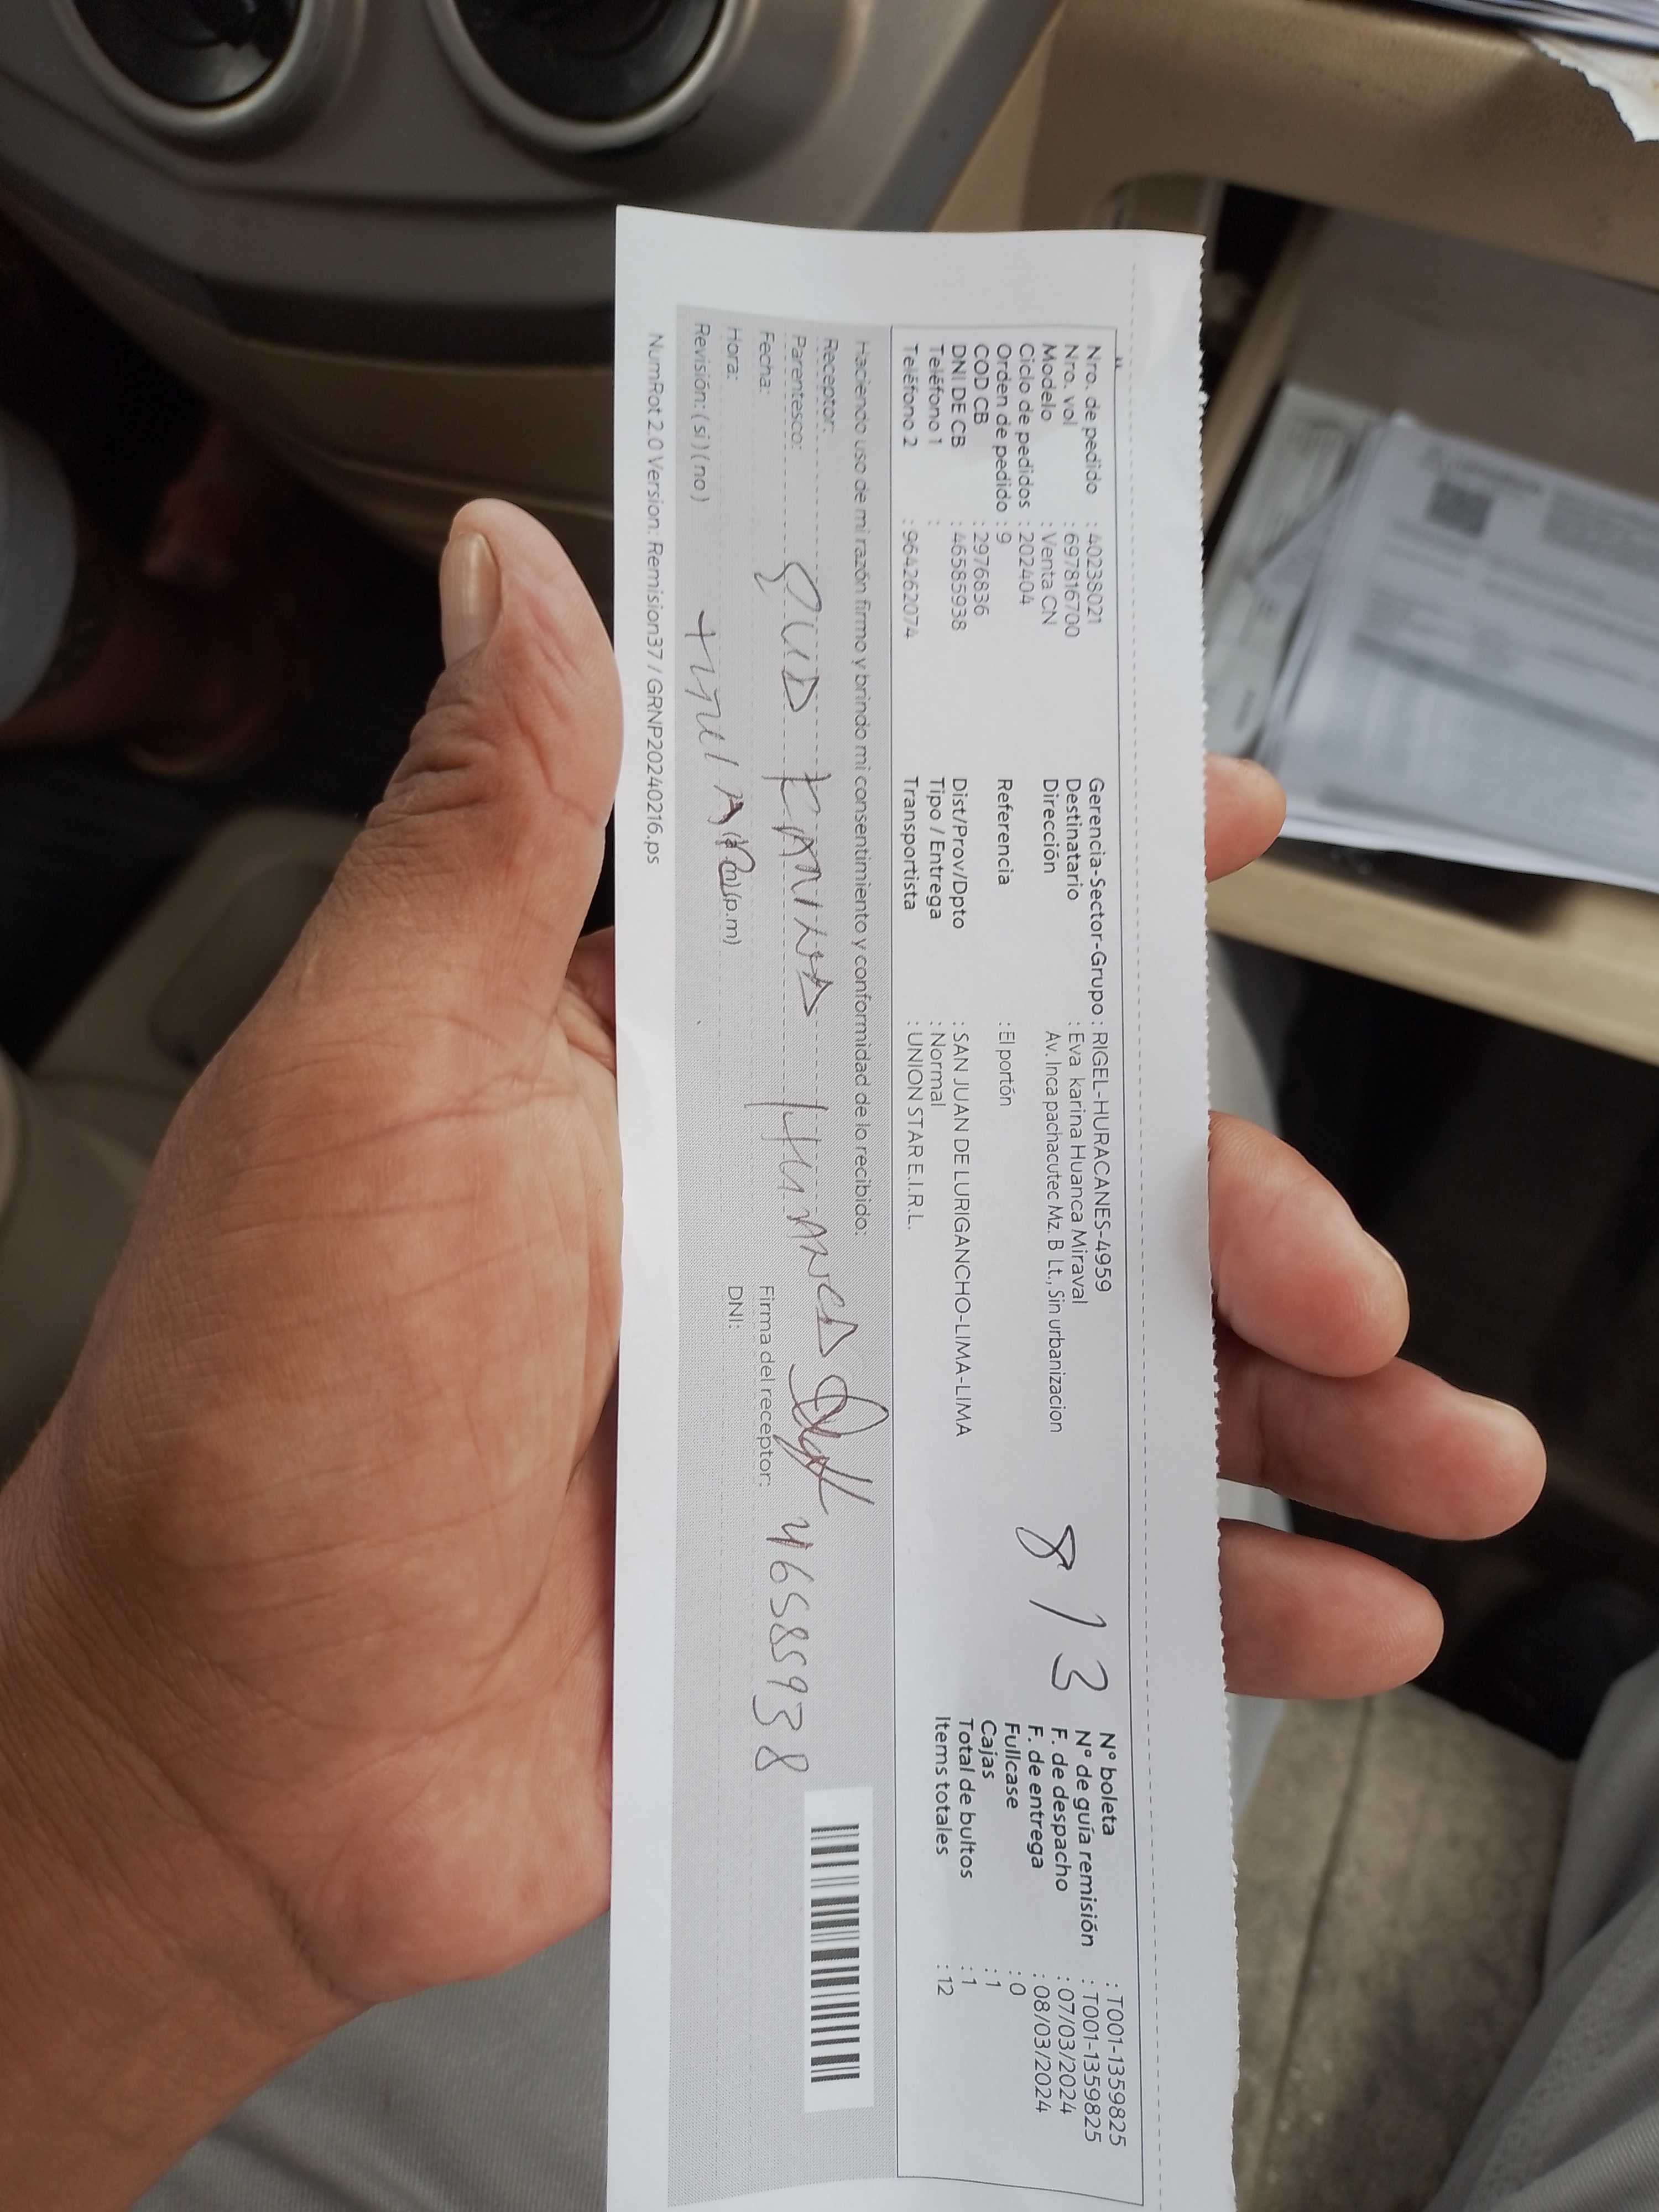 Nro. de pedido : 40238021
Nro. vol : 697816700
Modelo : Venta CN
Ciclo de pedidos : 202404
Orden de pedido : 9
COD CB : 2976836
DNI DE CB : 46585938
Teléfono 1 :
Teléfono 2 : 964262074
Gerencia-Sector-Grupo : RIGEL-HURACANES-4959
Destinatario : Eva karina Huanca Miraval
Dirección Av. Inca pachacutec Mz. B Lt., Sin urbanizacion
Referencia : El portón
Dist/Prov/Dpto : SAN JUAN DE LURIGANCHO-LIMA-LIMA
Tipo / Entrega : Normal
Transportista : UNION STAR E.I.R.L.
8 / 3
N° boleta : T001-1359825
N° de guía remisión : T001-1359825
F. de despacho : 07/03/2024
F. de entrega : 08/03/2024
Fullcase : 0
Cajas : 1
Total de bultos : 1
Items totales : 12
Haciendo uso de mi razón firmo y brindo mi consentimiento y conformidad de lo recibido:
Receptor:
Parentesco:
Fecha:
Hora: p.m)
Revisión: ( si ) ( no )
Firma del receptor:
DNI:
46585938
NumRot 2.0 Version: Remision37 / GRNP20240216.ps